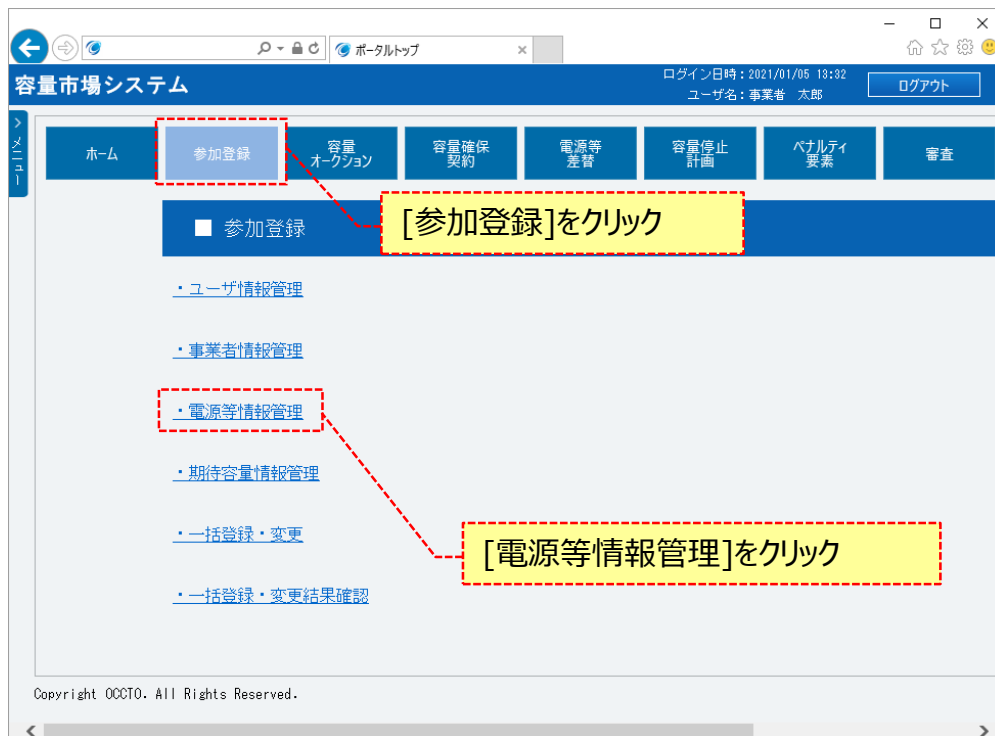 ポータルトップ
容量市場システム
ログイン日時：2021/01/05 13:32
ユーザ名：事業者 太郎
ログアウト
メニュー
ホーム
参加登録
容量
オークション
容量確保
契約
電源等
差替
容量停止
計画
ペナルティ
要素
審査
■ 参加登録
[参加登録]をクリック
・ユーザ情報管理
・事業者情報管理
・電源等情報管理
・期待容量情報管理
・一括登録・変更
[電源等情報管理]をクリック
・一括登録・変更結果確認
Copyright OCCTO. All Rights Reserved.